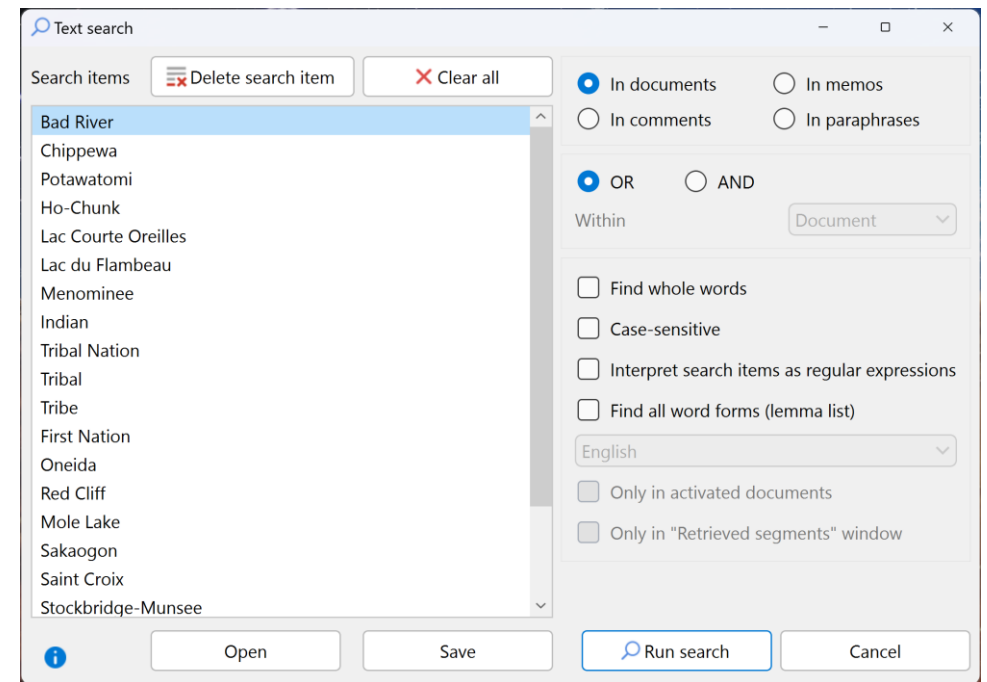 Text search
Search items
Delete search item
Clear all
Bad River
Chippewa
Potawatomi
Ho-Chunk
Lac Courte Oreilles
Lac du Flambeau
Menominee
Indian
Tribal Nation
Tribal
Tribe
First Nation
Oneida
Red Cliff
Mole Lake
Sakaogon
Saint Croix
Stockbridge-Munsee
Open
Save
In documents
In memos
In comments
In paraphrases
OR
AND
Within
Document
Find whole words
Case-sensitive
Interpret search items as regular expressions
Find all word forms (lemma list)
English
Only in activated documents
Only in "Retrieved segments" window
Run search
Cancel